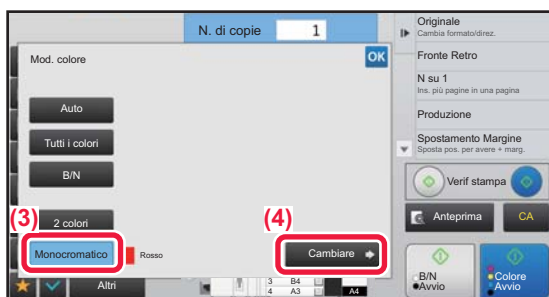 N. di copie 1
Mod. colore
OK
Auto
Tutti i colori
B/N
(3)
2 colori
Monocromatico
Rosso
(4)
Cambiare
Altri
3 B4
4 A3
A4
Originale
Cambia formato/direz.
Fronte Retro
N su 1
Ins. più pagine in una pagina
Produzione
Spostamento Margine
Sposta pos. per avere + marg.
Verif stampa
Anteprima
CA
B/N
Avvio
Colore
Avvio